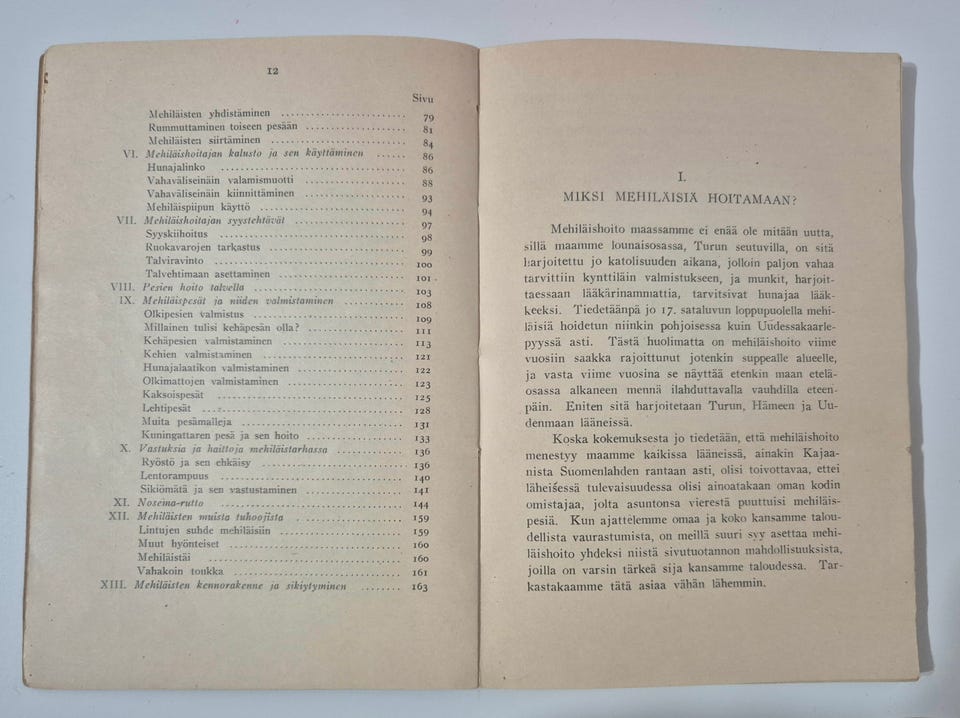 12
Sivu
Mehiläisten yhdistäminen ........................ 79
Rummuttaminen toiseen pesään .................... 81
Mehiläisten siirtäminen ........................ 84
VI. Mehiläishoitajan kalusto ja sen käyttäminen ...... 86
Hunajalinko .................................... 86
Vahaväliseinäin valamismuotti .................... 88
Vahaväliseinäin kiinnittäminen .................... 93
Mehiläispiipun käyttö ............................ 94
VII. Mehiläishoitajan syystehtävät .................... 97
Syyskiihoitus .................................... 98
Ruokavarojen tarkastus ............................ 99
Talviravinto .................................... 100
Talvehtimaan asettaminen ........................ 101
VIII. Pesien hoito talvella ............................ 103
IX. Mehiläispesät ja niiden valmistaminen ............ 108
Olkipesien valmistus ............................ 109
Millainen tulisi kehäpesän olla? .................... 111
Kehäpesien valmistaminen ........................ 113
Kehien valmistaminen ............................ 121
Hunajalaatikon valmistaminen .................... 122
Olkimattojen valmistaminen ........................ 123
Kaksoispesät .................................... 125
Lehtipesät .................................... 128
Muita pesämalleja ................................ 131
Kuningattaren pesä ja sen hoito .................... 133
X. Vastuksia ja haittoja mehiläistarhassa ............ 136
Ryöstö ja sen ehkäisy ............................ 136
Lentorampuus .................................... 140
Sikiömätä ja sen vastustaminen .................... 141
XI. Nosema-rutto .................................... 144
XII. Mehiläisten muista tuhoojista .................... 159
Lintujen suhde mehiläisiin ........................ 159
Muut hyönteiset ................................ 160
Mehiläistäi .................................... 160
Vahakoin toukka ................................ 161
XIII. Mehiläisten kennorakenne ja sikiytyminen ........ 163
I.
MIKSI MEHILÄISIÄ HOITAMAAN?
Mehiläishoito maassamme ei enää ole mitään uutta,
sillä maamme lounaisosassa, Turun seutuvilla, on sitä
harjoitettu jo katolisuuden aikana, jolloin paljon vahaa
tarvittiin kynttiläin valmistukseen, ja munkit, harjoit-
taessaan lääkärinammattia, tarvitsivat hunajaa lääk-
keeksi. Tiedetäänpä jo 17. sataluvun loppupuolella mehi-
läisiä hoidetun niinkin pohjoisessa kuin Uudessakaarle-
pyyssä asti. Tästä huolimatta on mehiläishoito viime
vuosiin saakka rajoittunut jotenkin suppealle alueelle,
ja vasta viime vuosina se näyttää etenkin maan etelä-
osassa alkaneen mennä ilahduttavalla vauhdilla eteen-
päin. Eniten sitä harjoitetaan Turun, Hämeen ja Uu-
denmaan lääneissä.
Koska kokemuksesta jo tiedetään, että mehiläishoito
menestyy maamme kaikissa lääneissä, ainakin Kajaa-
nista Suomenlahden rantaan asti, olisi toivottavaa, ettei
läheisessä tulevaisuudessa olisi ainoatakaan oman kodin
omistajaa, jolta asuntonsa vierestä puuttuisi mehiläis-
pesiä. Kun ajattelemme omaa ja koko kansamme talou-
dellista vaurastumista, on meillä suuri syy asettaa mehi-
läishoito yhdeksi niistä sivutuotannon mahdollisuuksista,
joilla on varsin tärkeä sija kansamme taloudessa. Tar-
kastakaamme tätä asiaa vähän lähemmin.